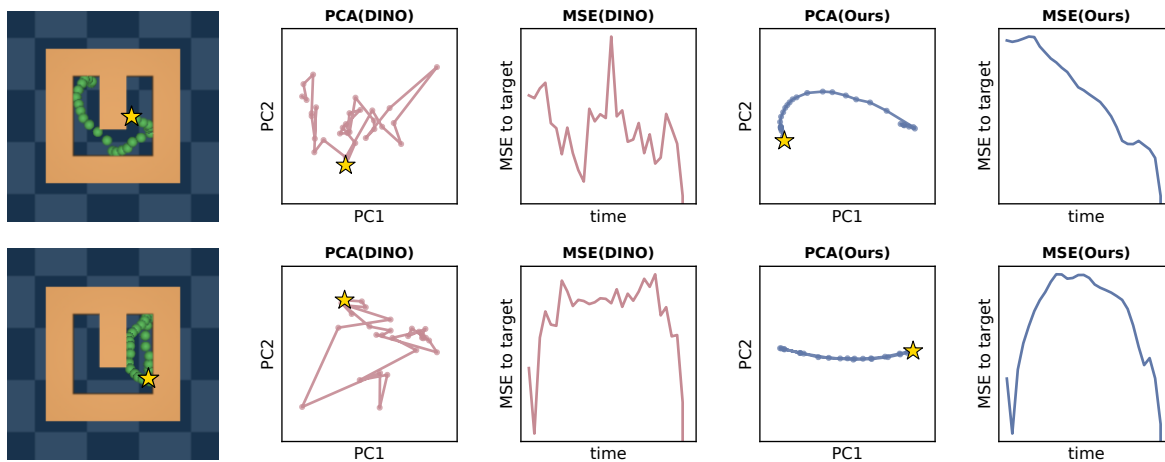 PCA(DINO)
MSE(DINO)
PCA(Ours)
MSE(Ours)
PC2
MSE to target
PC2
MSE to target
PC1
time
PC1
time
PCA(DINO)
MSE(DINO)
PCA(Ours)
MSE(Ours)
PC2
MSE to target
PC2
MSE to target
PC1
time
PC1
time